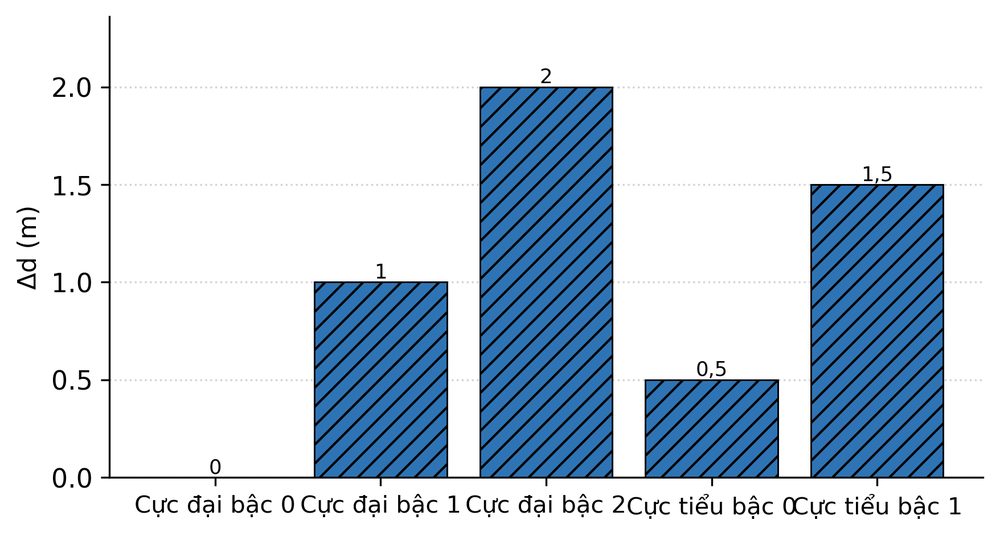 Δd (m)
2.0
1.5
1.0
0.5
0.0
0
1
2
0,5
1,5
Cực đại bậc 0
Cực đại bậc 1
Cực đại bậc 2
Cực tiểu bậc 0
Cực tiểu bậc 1